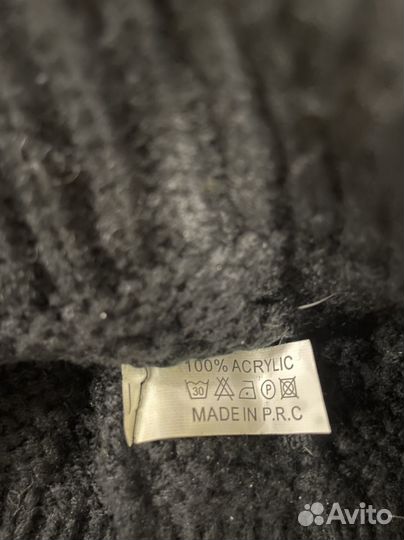 100% ACRYLIC
30 P
MADE IN P.R.C
Avito